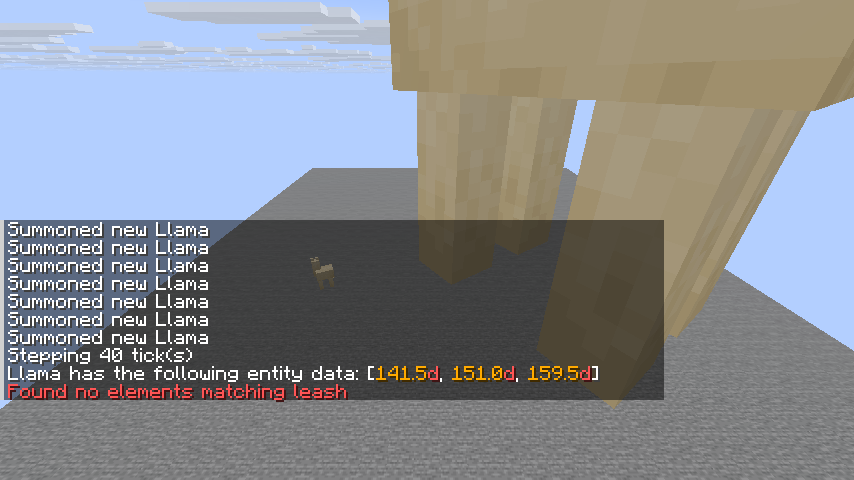 Summoned new Llama
Summoned new Llama
Summoned new Llama
Summoned new Llama
Summoned new Llama
Summoned new Llama
Summoned new Llama
Stepping 40 tick(s)
Llama has the following entity data: [141.5d, 151.0d, 159.5d]
Found no elements matching leash